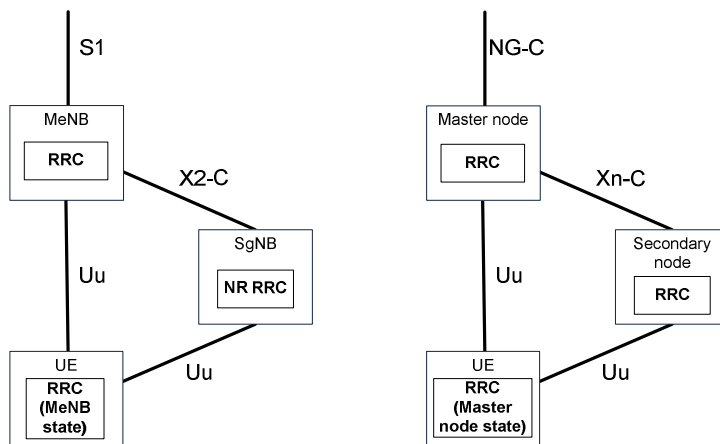 S1
MeNB
RRC
X2-C
SgNB
NR RRC
Uu
Uu
UE
RRC
(MeNB
state)
NG-C
Master node
RRC
Xn-C
Secondary
node
RRC
Uu
Uu
UE
RRC
(Master
node state)